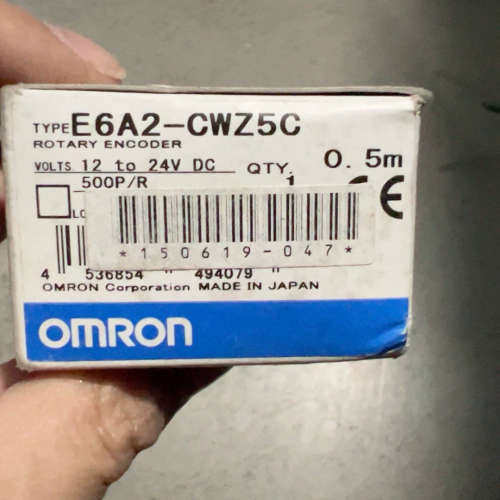 TYPE E6A2-CWZ5C
ROTARY ENCODER
VOLTS 12 to 24V DC QTY. 0.5m
500P/R 1 CE
*150619-047*
4 536854 494079
OMRON Corporation MADE IN JAPAN
OMRON